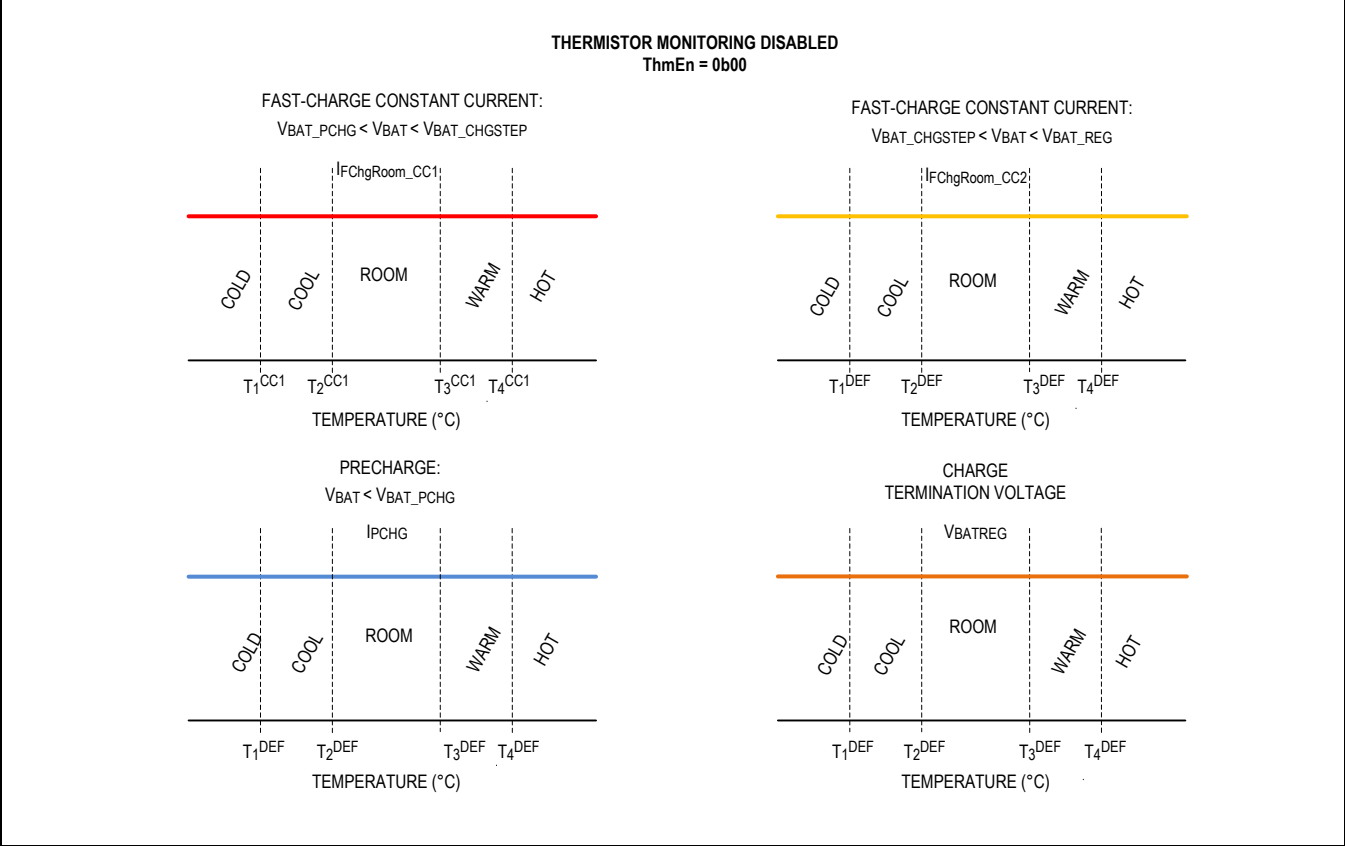 THERMISTOR MONITORING DISABLED
ThmEn = 0b00
FAST-CHARGE CONSTANT CURRENT:
VBAT_PCHG < VBAT < VBAT_CHGSTEP
IFChgRoom_CC1
COLD
COOL
ROOM
WARM
HOT
T1CC1 T2CC1 T3CC1 T4CC1
TEMPERATURE (°C)
FAST-CHARGE CONSTANT CURRENT:
VBAT_CHGSTEP < VBAT < VBAT_REG
IFChgRoom_CC2
COLD
COOL
ROOM
WARM
HOT
T1DEF T2DEF T3DEF T4DEF
TEMPERATURE (°C)
PRECHARGE:
VBAT < VBAT_PCHG
IPCHG
COLD
COOL
ROOM
WARM
HOT
T1DEF T2DEF T3DEF T4DEF
TEMPERATURE (°C)
CHARGE
TERMINATION VOLTAGE
VBATREG
COLD
COOL
ROOM
WARM
HOT
T1DEF T2DEF T3DEF T4DEF
TEMPERATURE (°C)